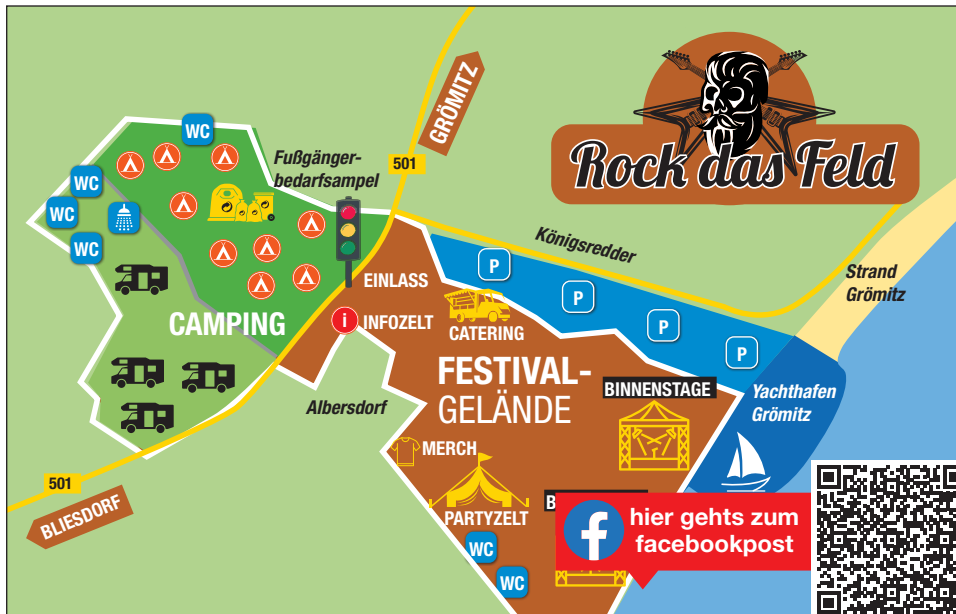 GRÖMITZ
501
Rock das Feld
WC
Fußgänger-
bedarfsampel
WC
WC
WC
Königsredder
P
P
P
P
Strand
Grömitz
EINLASS
i
INFOZELT
CATERING
CAMPING
FESTIVAL-
GELÄNDE
BINNENSTAGE
Yachthafen
Grömitz
Albersdorf
MERCH
PARTYZELT
501
BLIESDORF
WC
WC
hier gehts zum
facebookpost